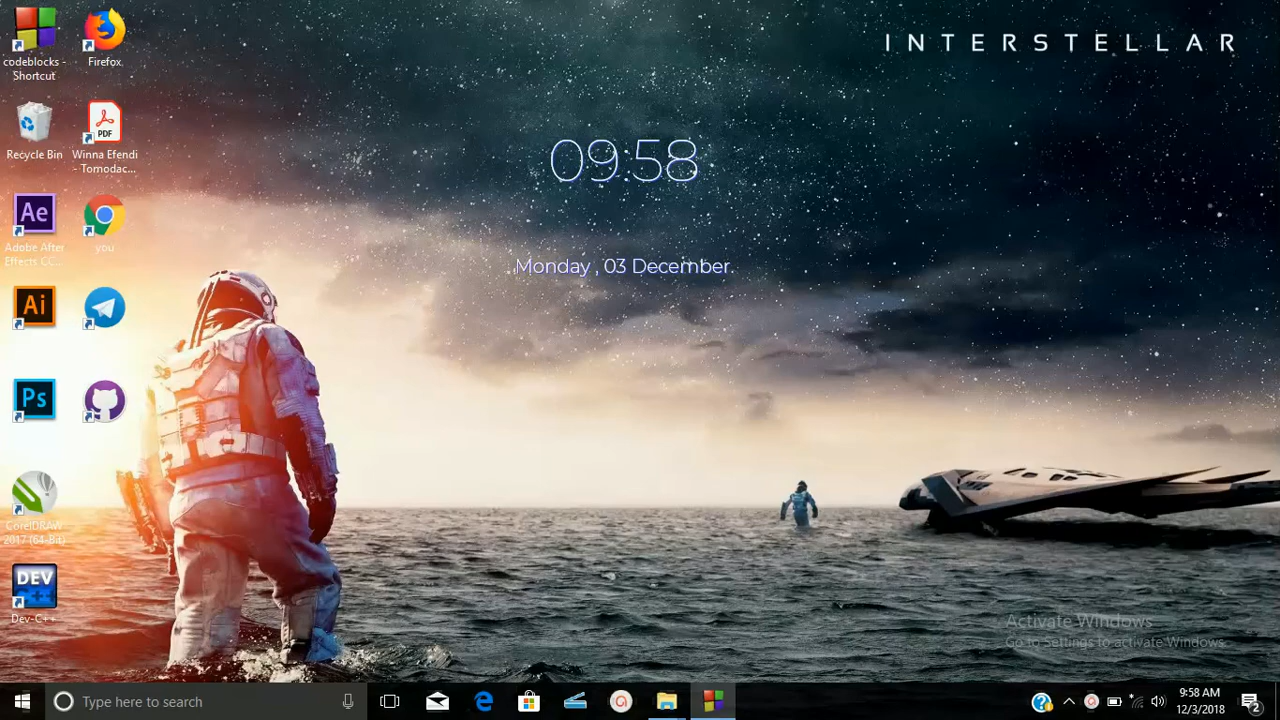 codeblocks -
Shortcut
Firefox
Recycle Bin
PDF
Winna Efendi
- Tomodac...
Ae
Adobe After
Effects CC...
you
Ai
Ps
CorelDRAW
2017 (64-Bit)
DEV
C++
Dev-C++
INTERSTELLAR
09:58
Monday , 03 December
Activate Windows
Go to Settings to activate Windows.
Type here to search
9:58 AM
12/3/2018
2